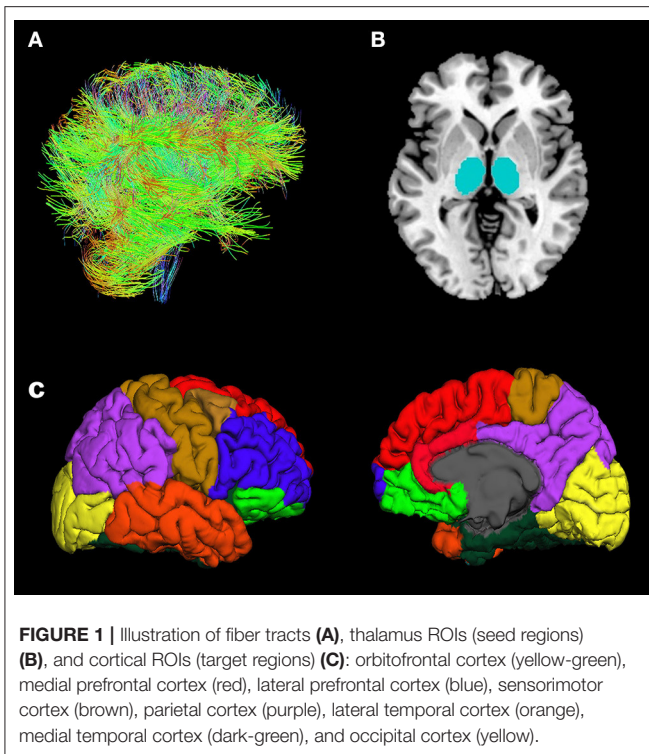 A
B
C
FIGURE 1 | Illustration of fiber tracts (A), thalamus ROIs (seed regions)
(B), and cortical ROIs (target regions) (C): orbitofrontal cortex (yellow-green),
medial prefrontal cortex (red), lateral prefrontal cortex (blue), sensorimotor
cortex (brown), parietal cortex (purple), lateral temporal cortex (orange),
medial temporal cortex (dark-green), and occipital cortex (yellow).